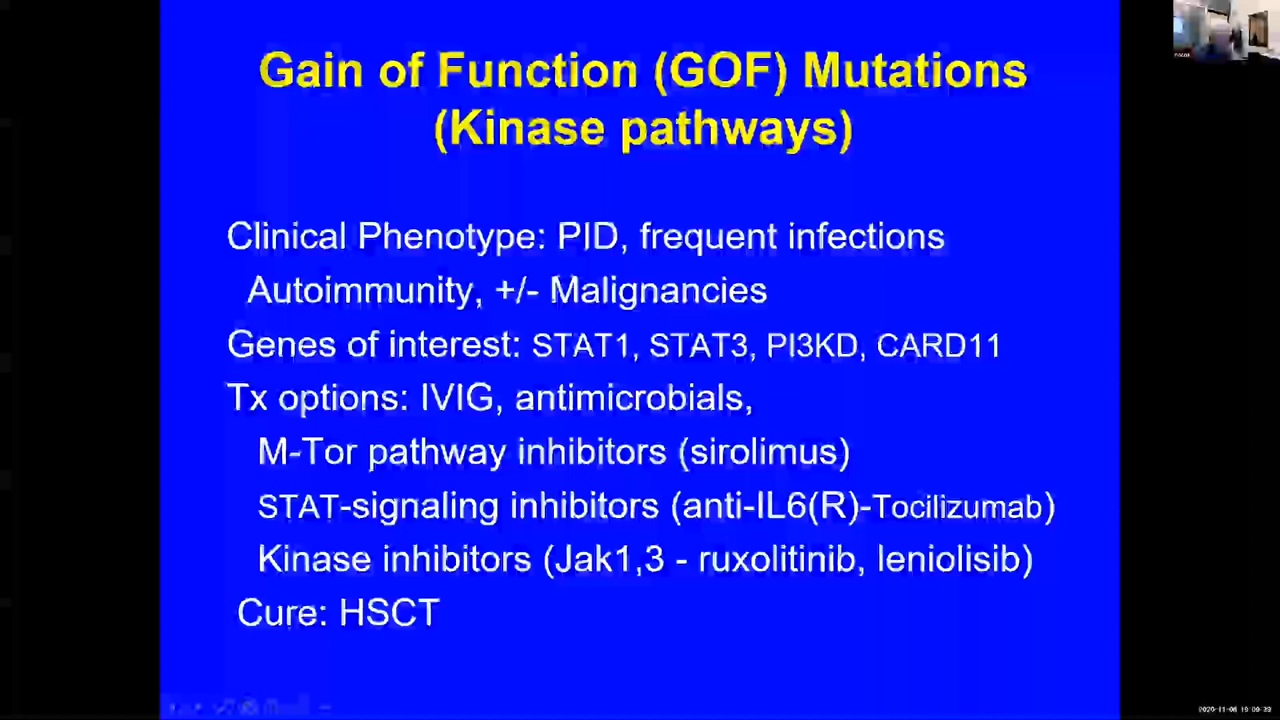 Gain of Function (GOF) Mutations
(Kinase pathways)
Clinical Phenotype: PID, frequent infections
Autoimmunity, +/- Malignancies
Genes of interest: STAT1, STAT3, PI3KD, CARD11
Tx options: IVIG, antimicrobials,
M-Tor pathway inhibitors (sirolimus)
STAT-signaling inhibitors (anti-IL6(R)-Tocilizumab)
Kinase inhibitors (Jak1,3 - ruxolitinib, leniolisib)
Cure: HSCT